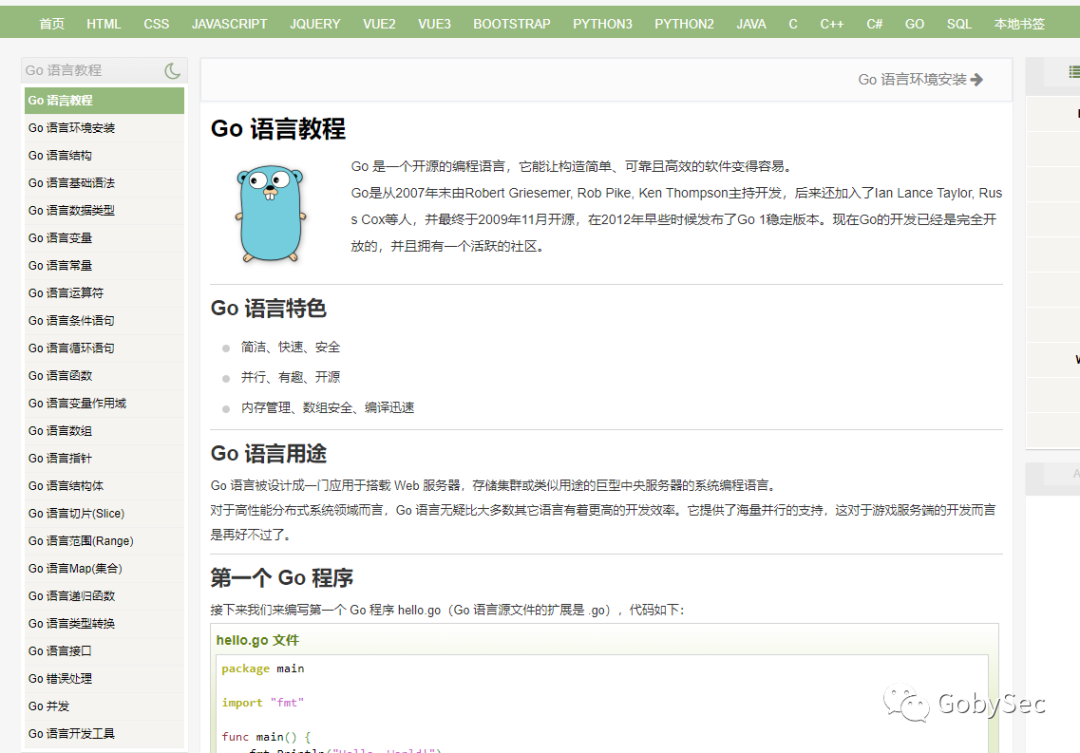 首页 HTML CSS JAVASCRIPT JQUERY VUE2 VUE3 BOOTSTRAP PYTHON3 PYTHON2 JAVA C C++ C# GO SQL 本地书签
Go 语言教程
Go 语言教程
Go 语言环境安装
Go 语言结构
Go 语言基础语法
Go 语言数据类型
Go 语言变量
Go 语言常量
Go 语言运算符
Go 语言条件语句
Go 语言循环语句
Go 语言函数
Go 语言变量作用域
Go 语言数组
Go 语言指针
Go 语言结构体
Go 语言切片(Slice)
Go 语言范围(Range)
Go 语言Map(集合)
Go 语言递归函数
Go 语言类型转换
Go 语言接口
Go 错误处理
Go 并发
Go 语言开发工具
Go 语言环境安装
Go 语言教程
Go 是一个开源的编程语言，它能让构造简单、可靠且高效的软件变得容易。
Go是从2007年末由Robert Griesemer, Rob Pike, Ken Thompson主持开发，后来还加入了Ian Lance Taylor, Rus
s Cox等人，并最终于2009年11月开源，在2012年早些时候发布了Go 1稳定版本。现在Go的开发已经是完全开
放的，并且拥有一个活跃的社区。
Go 语言特色
简洁、快速、安全
并行、有趣、开源
内存管理、数组安全、编译迅速
Go 语言用途
Go 语言被设计成一门应用于搭载 Web 服务器，存储集群或类似用途的巨型中央服务器的系统编程语言。
对于高性能分布式系统领域而言，Go 语言无疑比大多数其它语言有着更高的开发效率。它提供了海量并行的支持，这对于游戏服务端的开发而言
是再好不过了。
第一个 Go 程序
接下来我们来编写第一个 Go 程序 hello.go（Go 语言源文件的扩展是 .go），代码如下：
hello.go 文件
package main
import "fmt"
func main() {
fmt.Println("Hello, World!")
GobySec